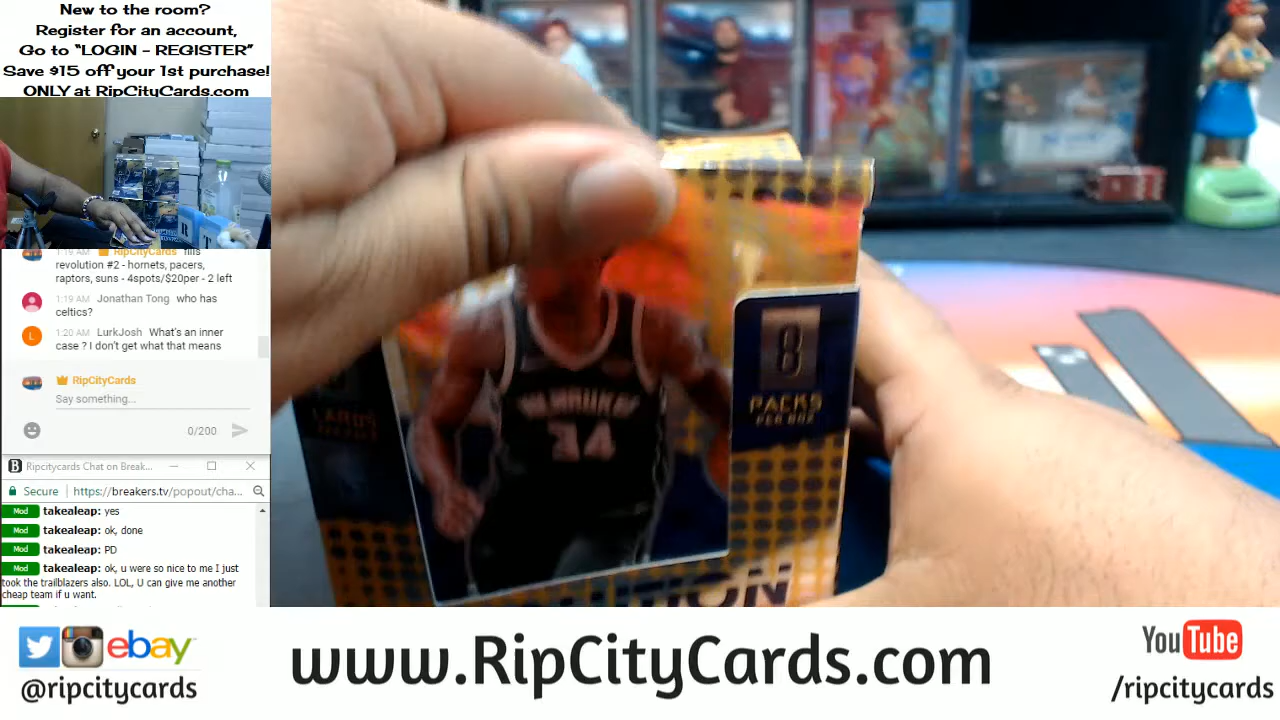 New to the room?
Register for an account,
Go to “LOGIN – REGISTER”
Save $15 off your 1st purchase!
ONLY at RipCityCards.com
1:19 AM RipCityCards fills
revolution #2 - hornets, pacers,
raptors, suns - 4spots/$20per - 2 left
1:19 AM Jonathan Tong who has
celtics?
L
1:20 AM LurkJosh What's an inner
case ? I don't get what that means
RipCityCards
Say something...
0/200
Ripcitycards Chat on Break...
Secure https://breakers.tv/popout/cha...
Mod takealeap: yes
Mod takealeap: ok, done
Mod takealeap: PD
Mod takealeap: ok, u were so nice to me I just
took the trailblazers also. LOL, U can give me another
cheap team if u want.
R T
34
8
PACKS
PER BOX
ebay
@ripcitycards
www.RipCityCards.com
YouTube
/ripcitycards